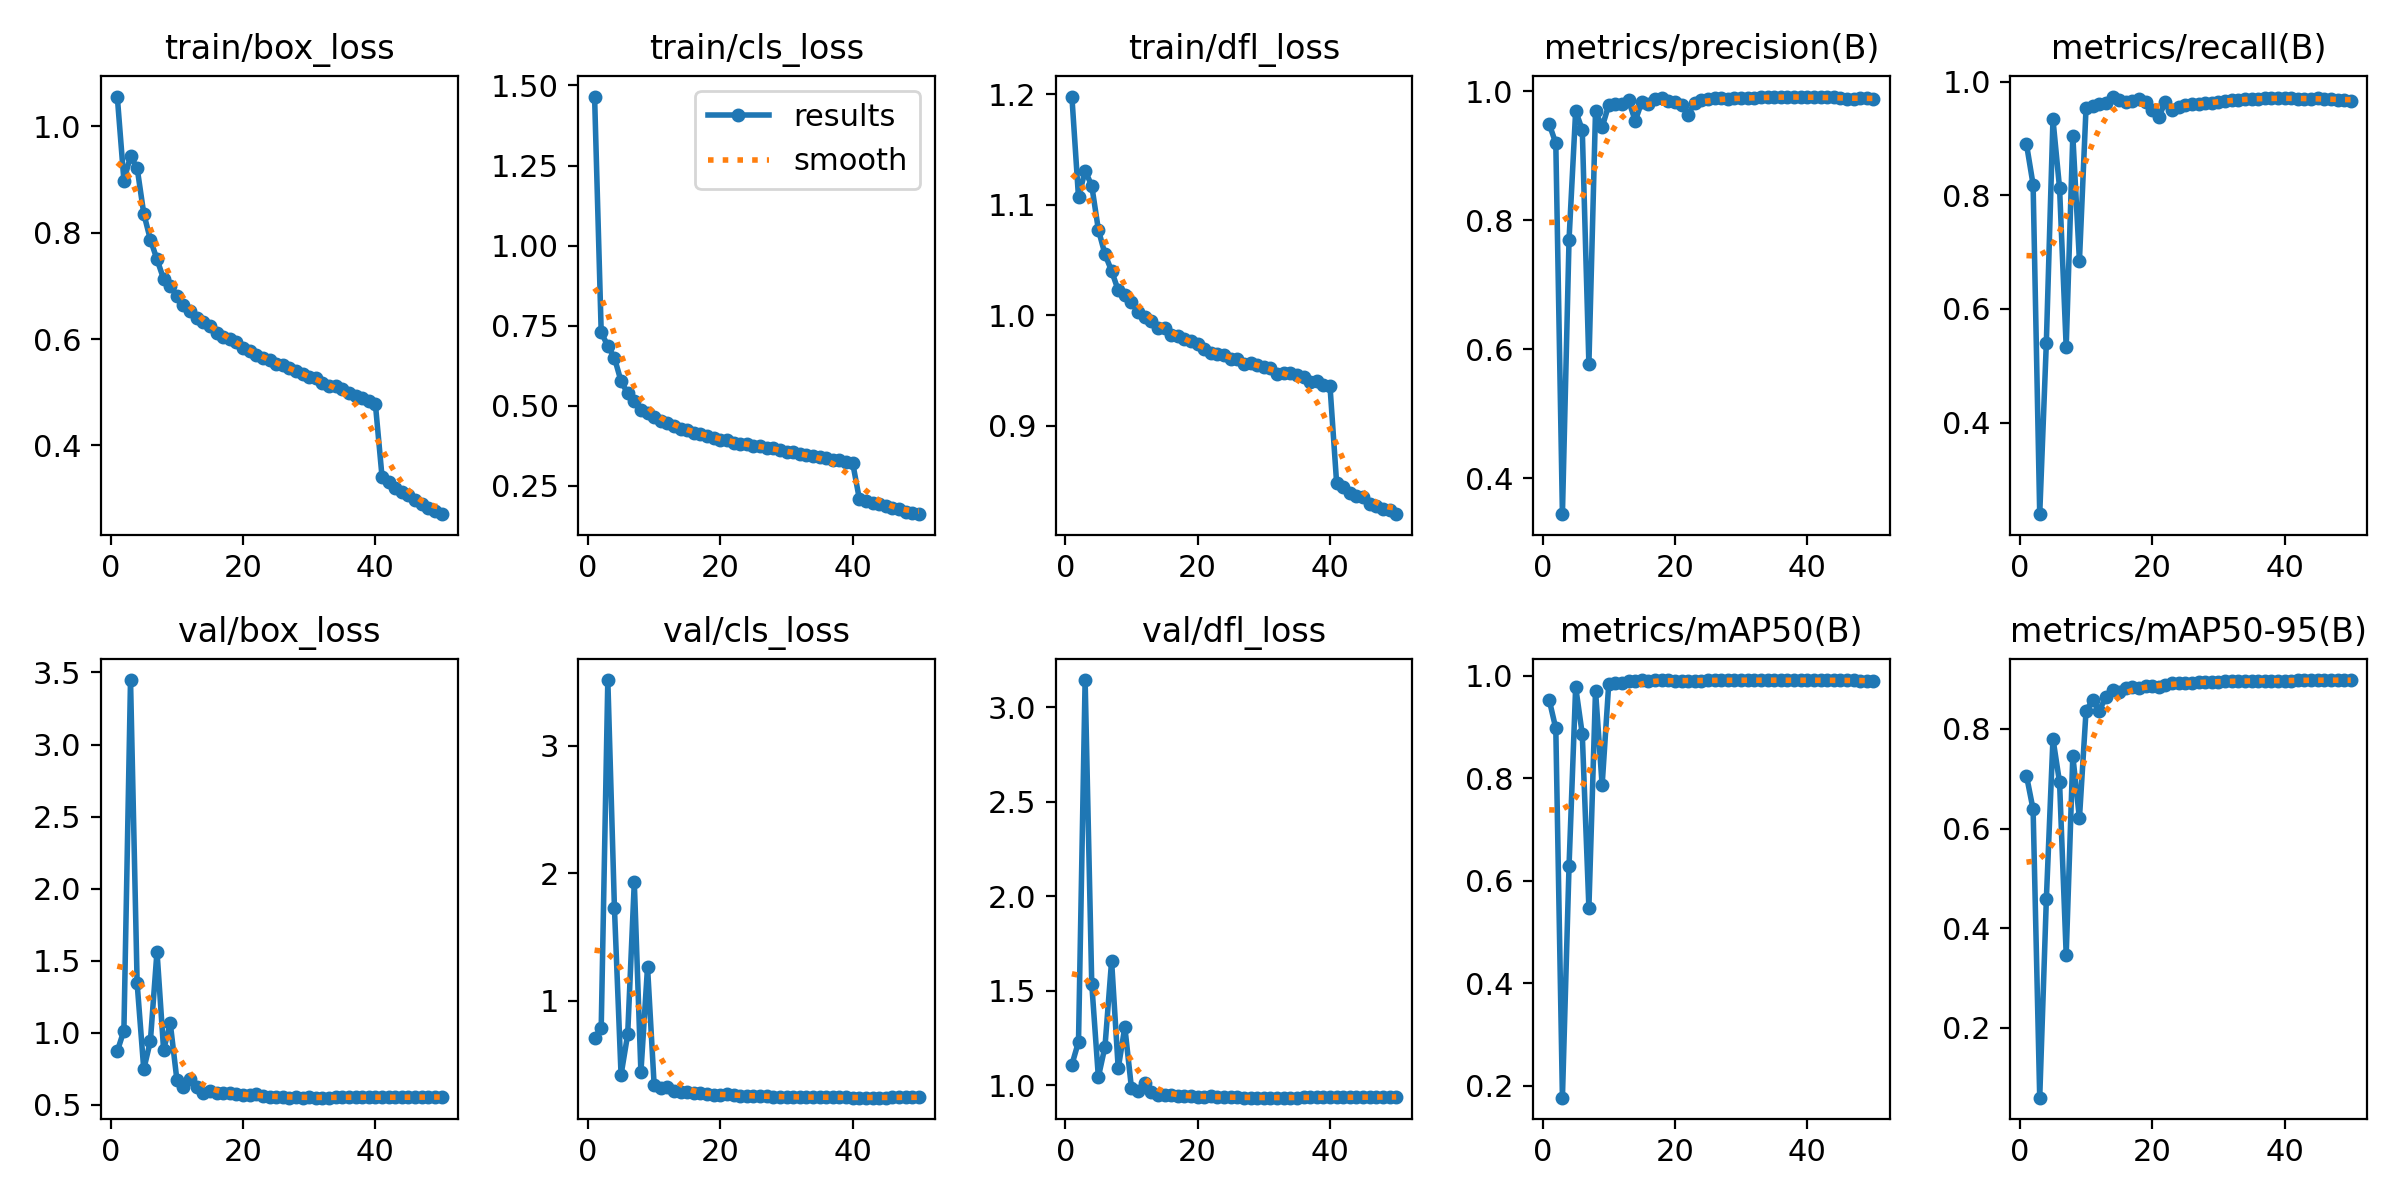 train/box_loss
train/cls_loss
train/dfl_loss
metrics/precision(B)
metrics/recall(B)
1.0
0.8
0.6
0.4
0 20 40
1.50
1.25
1.00
0.75
0.50
0.25
results
smooth
0 20 40
1.2
1.1
1.0
0.9
0 20 40
1.0
0.8
0.6
0.4
0 20 40
1.0
0.8
0.6
0.4
0 20 40
val/box_loss
val/cls_loss
val/dfl_loss
metrics/mAP50(B)
metrics/mAP50-95(B)
3.5
3.0
2.5
2.0
1.5
1.0
0.5
0 20 40
3
2
1
0 20 40
3.0
2.5
2.0
1.5
1.0
0 20 40
1.0
0.8
0.6
0.4
0.2
0 20 40
0.8
0.6
0.4
0.2
0 20 40